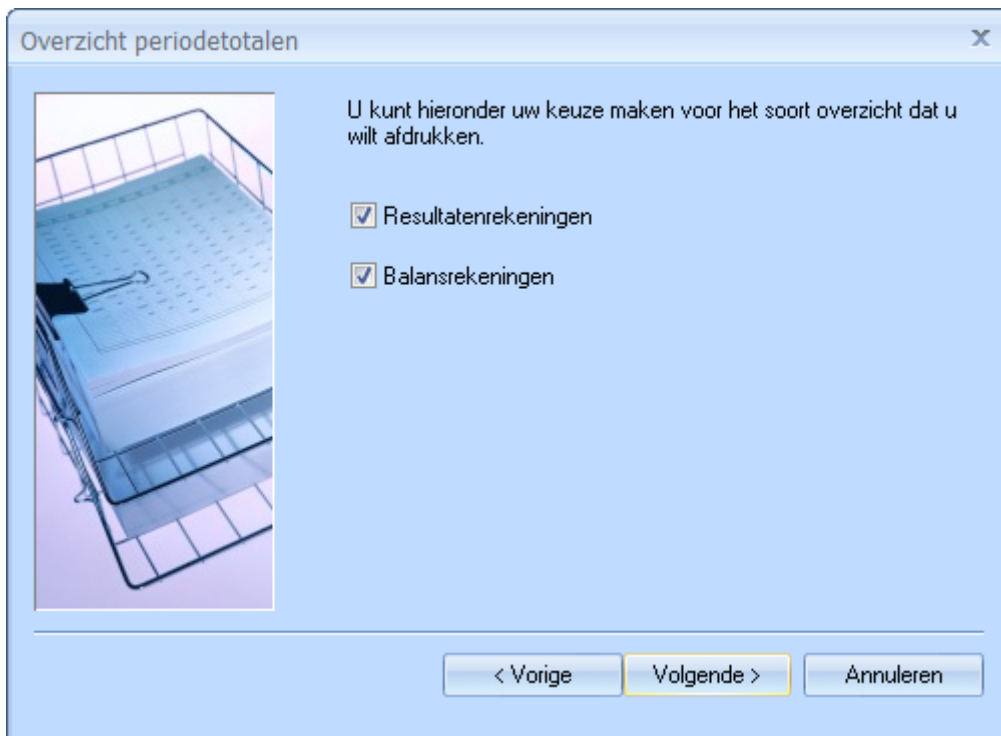 Overzicht periodetotalen
U kunt hieronder uw keuze maken voor het soort overzicht dat u
wilt afdrukken.
Resultatenrekeningen
Balansrekeningen
< Vorige
Volgende >
Annuleren